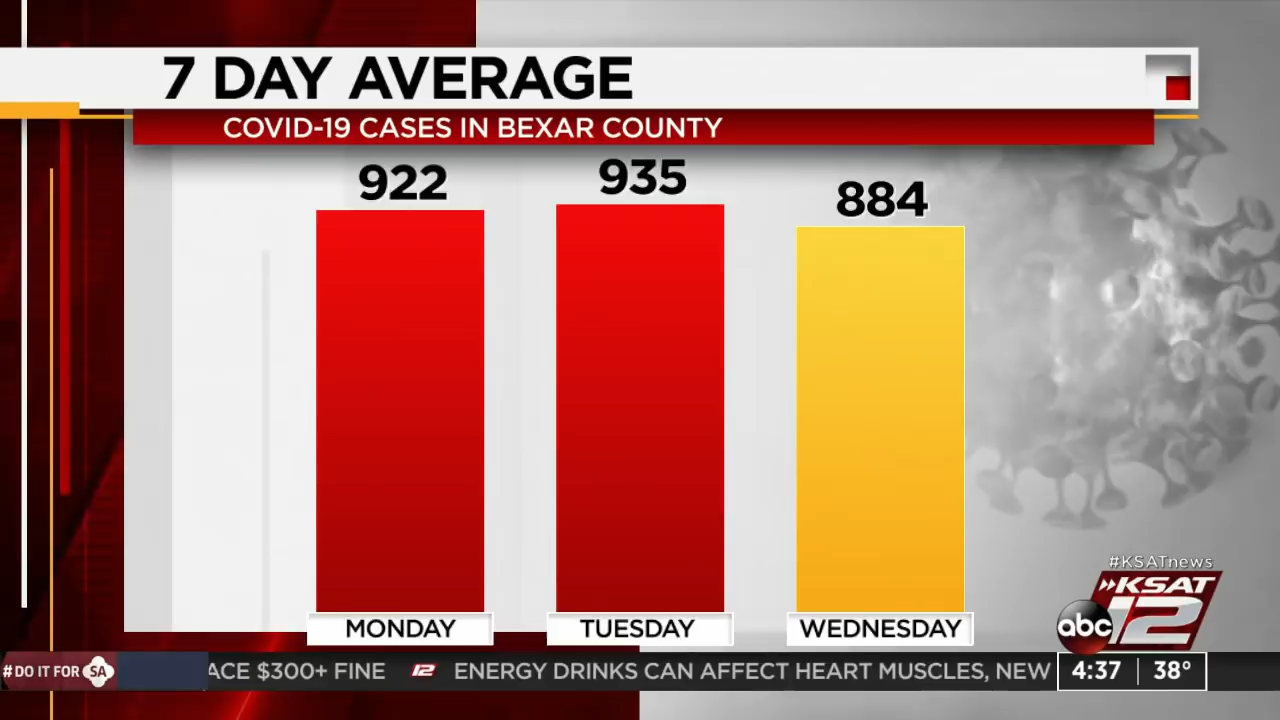 7 DAY AVERAGE
COVID-19 CASES IN BEXAR COUNTY
922
935
884
MONDAY
TUESDAY
WEDNESDAY
#KSATnews
KSAT
abc 12
#DO IT FOR SA
ACE $300+ FINE 12 ENERGY DRINKS CAN AFFECT HEART MUSCLES, NEW
4:37 38°